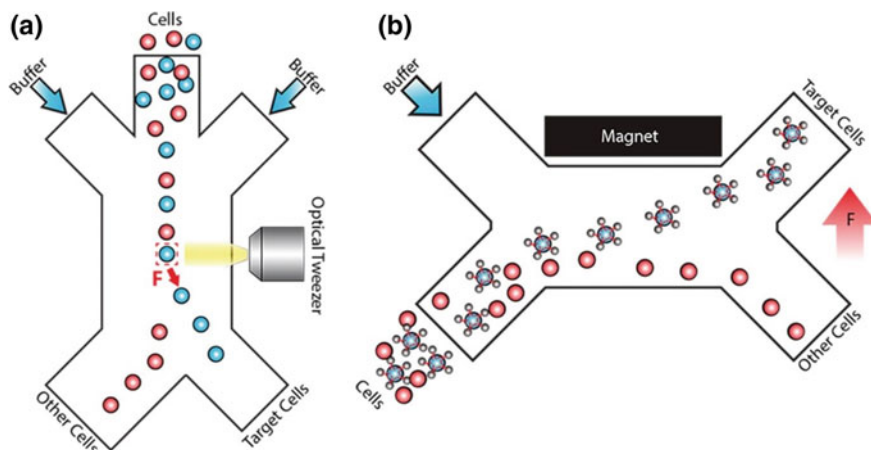 (a)
Cells
Buffer
Buffer
Optical Tweezer
F
Other Cells
Target Cells
(b)
Buffer
Magnet
Target Cells
F
Other Cells
Cells